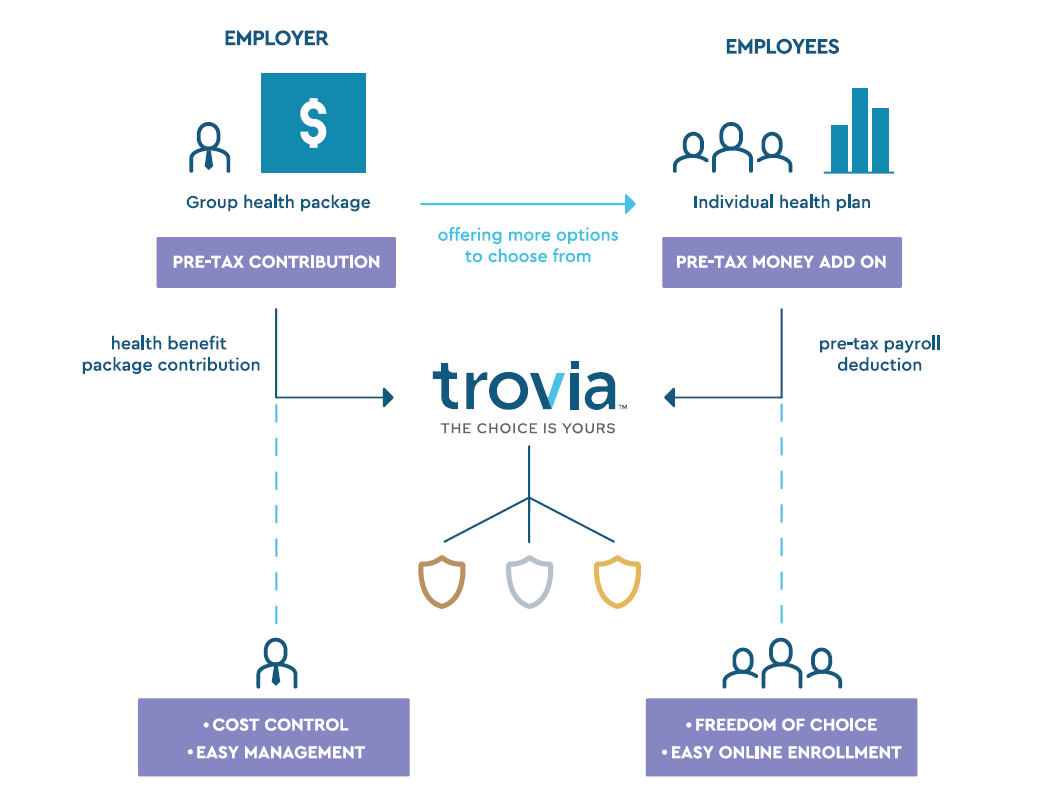 EMPLOYER
EMPLOYEES
$
Group health package
Individual health plan
offering more options
to choose from
PRE-TAX CONTRIBUTION
PRE-TAX MONEY ADD ON
health benefit
package contribution
pre-tax payroll
deduction
trovia™
THE CHOICE IS YOURS
• COST CONTROL
• EASY MANAGEMENT
• FREEDOM OF CHOICE
• EASY ONLINE ENROLLMENT